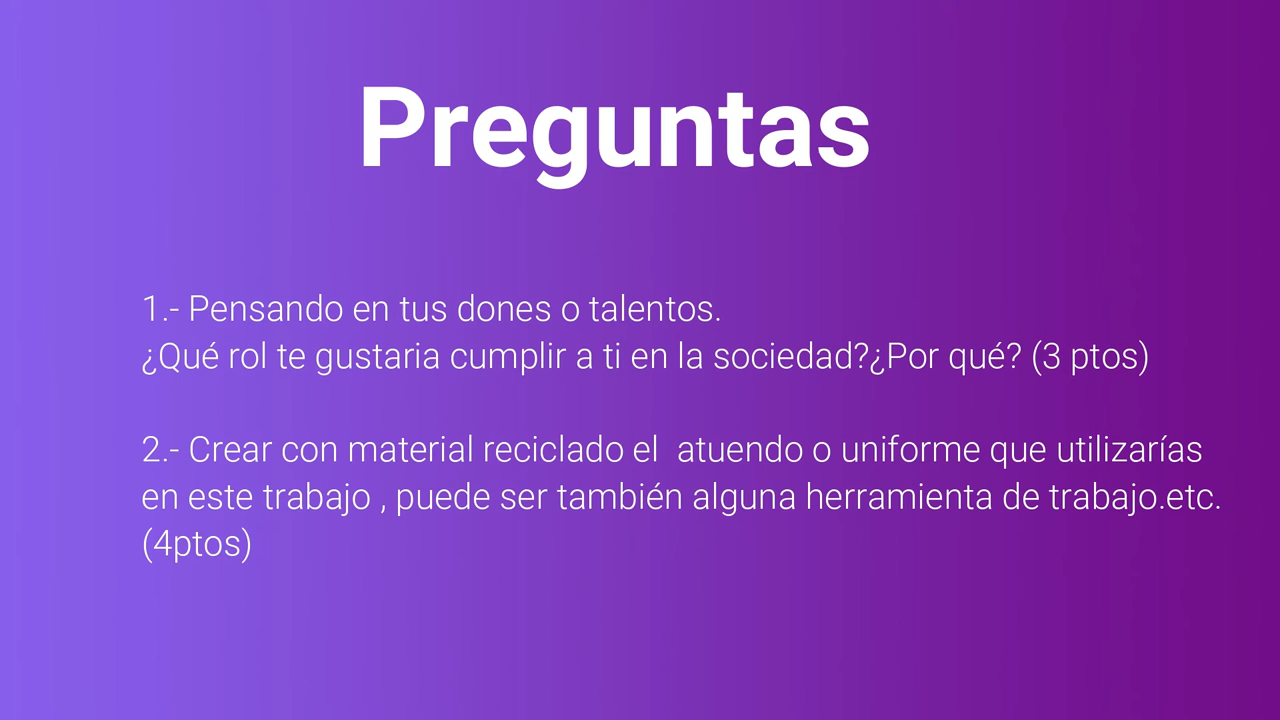 Preguntas
1.- Pensando en tus dones o talentos.
¿Qué rol te gustaria cumplir a ti en la sociedad?¿Por qué? (3 ptos)
2.- Crear con material reciclado el  atuendo o uniforme que utilizarías
en este trabajo , puede ser también alguna herramienta de trabajo.etc.
(4ptos)